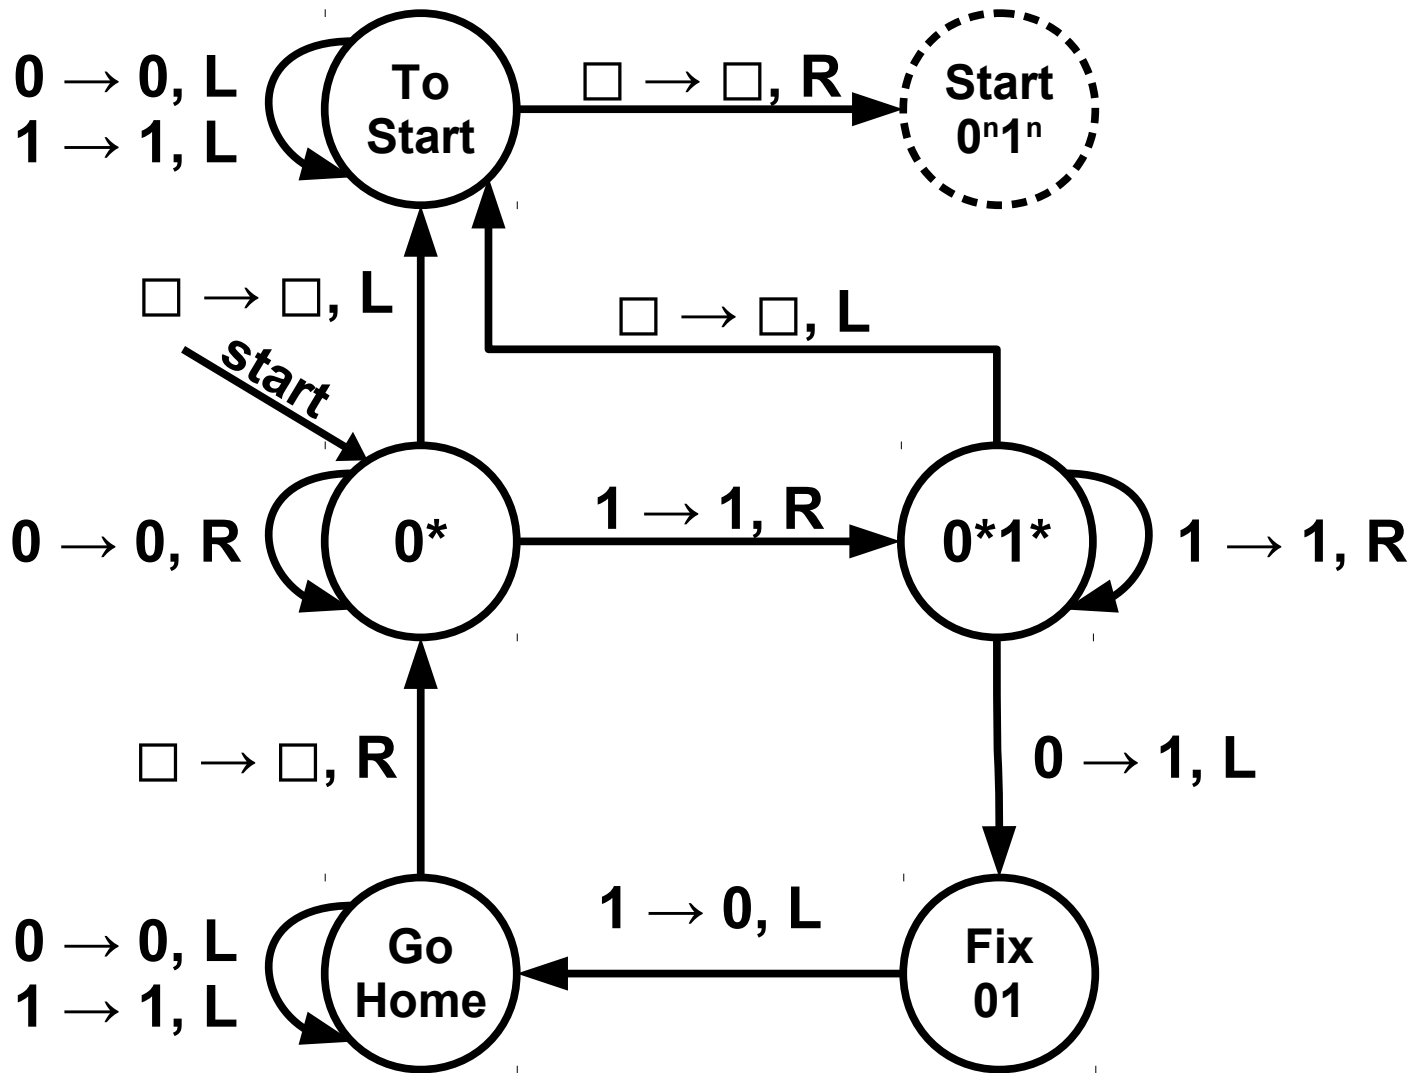 0 → 0, L
1 → 1, L
To
Start
□ → □, R
Start
0ⁿ1ⁿ
□ → □, L
□ → □, L
start
0 → 0, R
0*
1 → 1, R
0*1*
1 → 1, R
□ → □, R
0 → 1, L
0 → 0, L
1 → 1, L
Go
Home
1 → 0, L
Fix
01